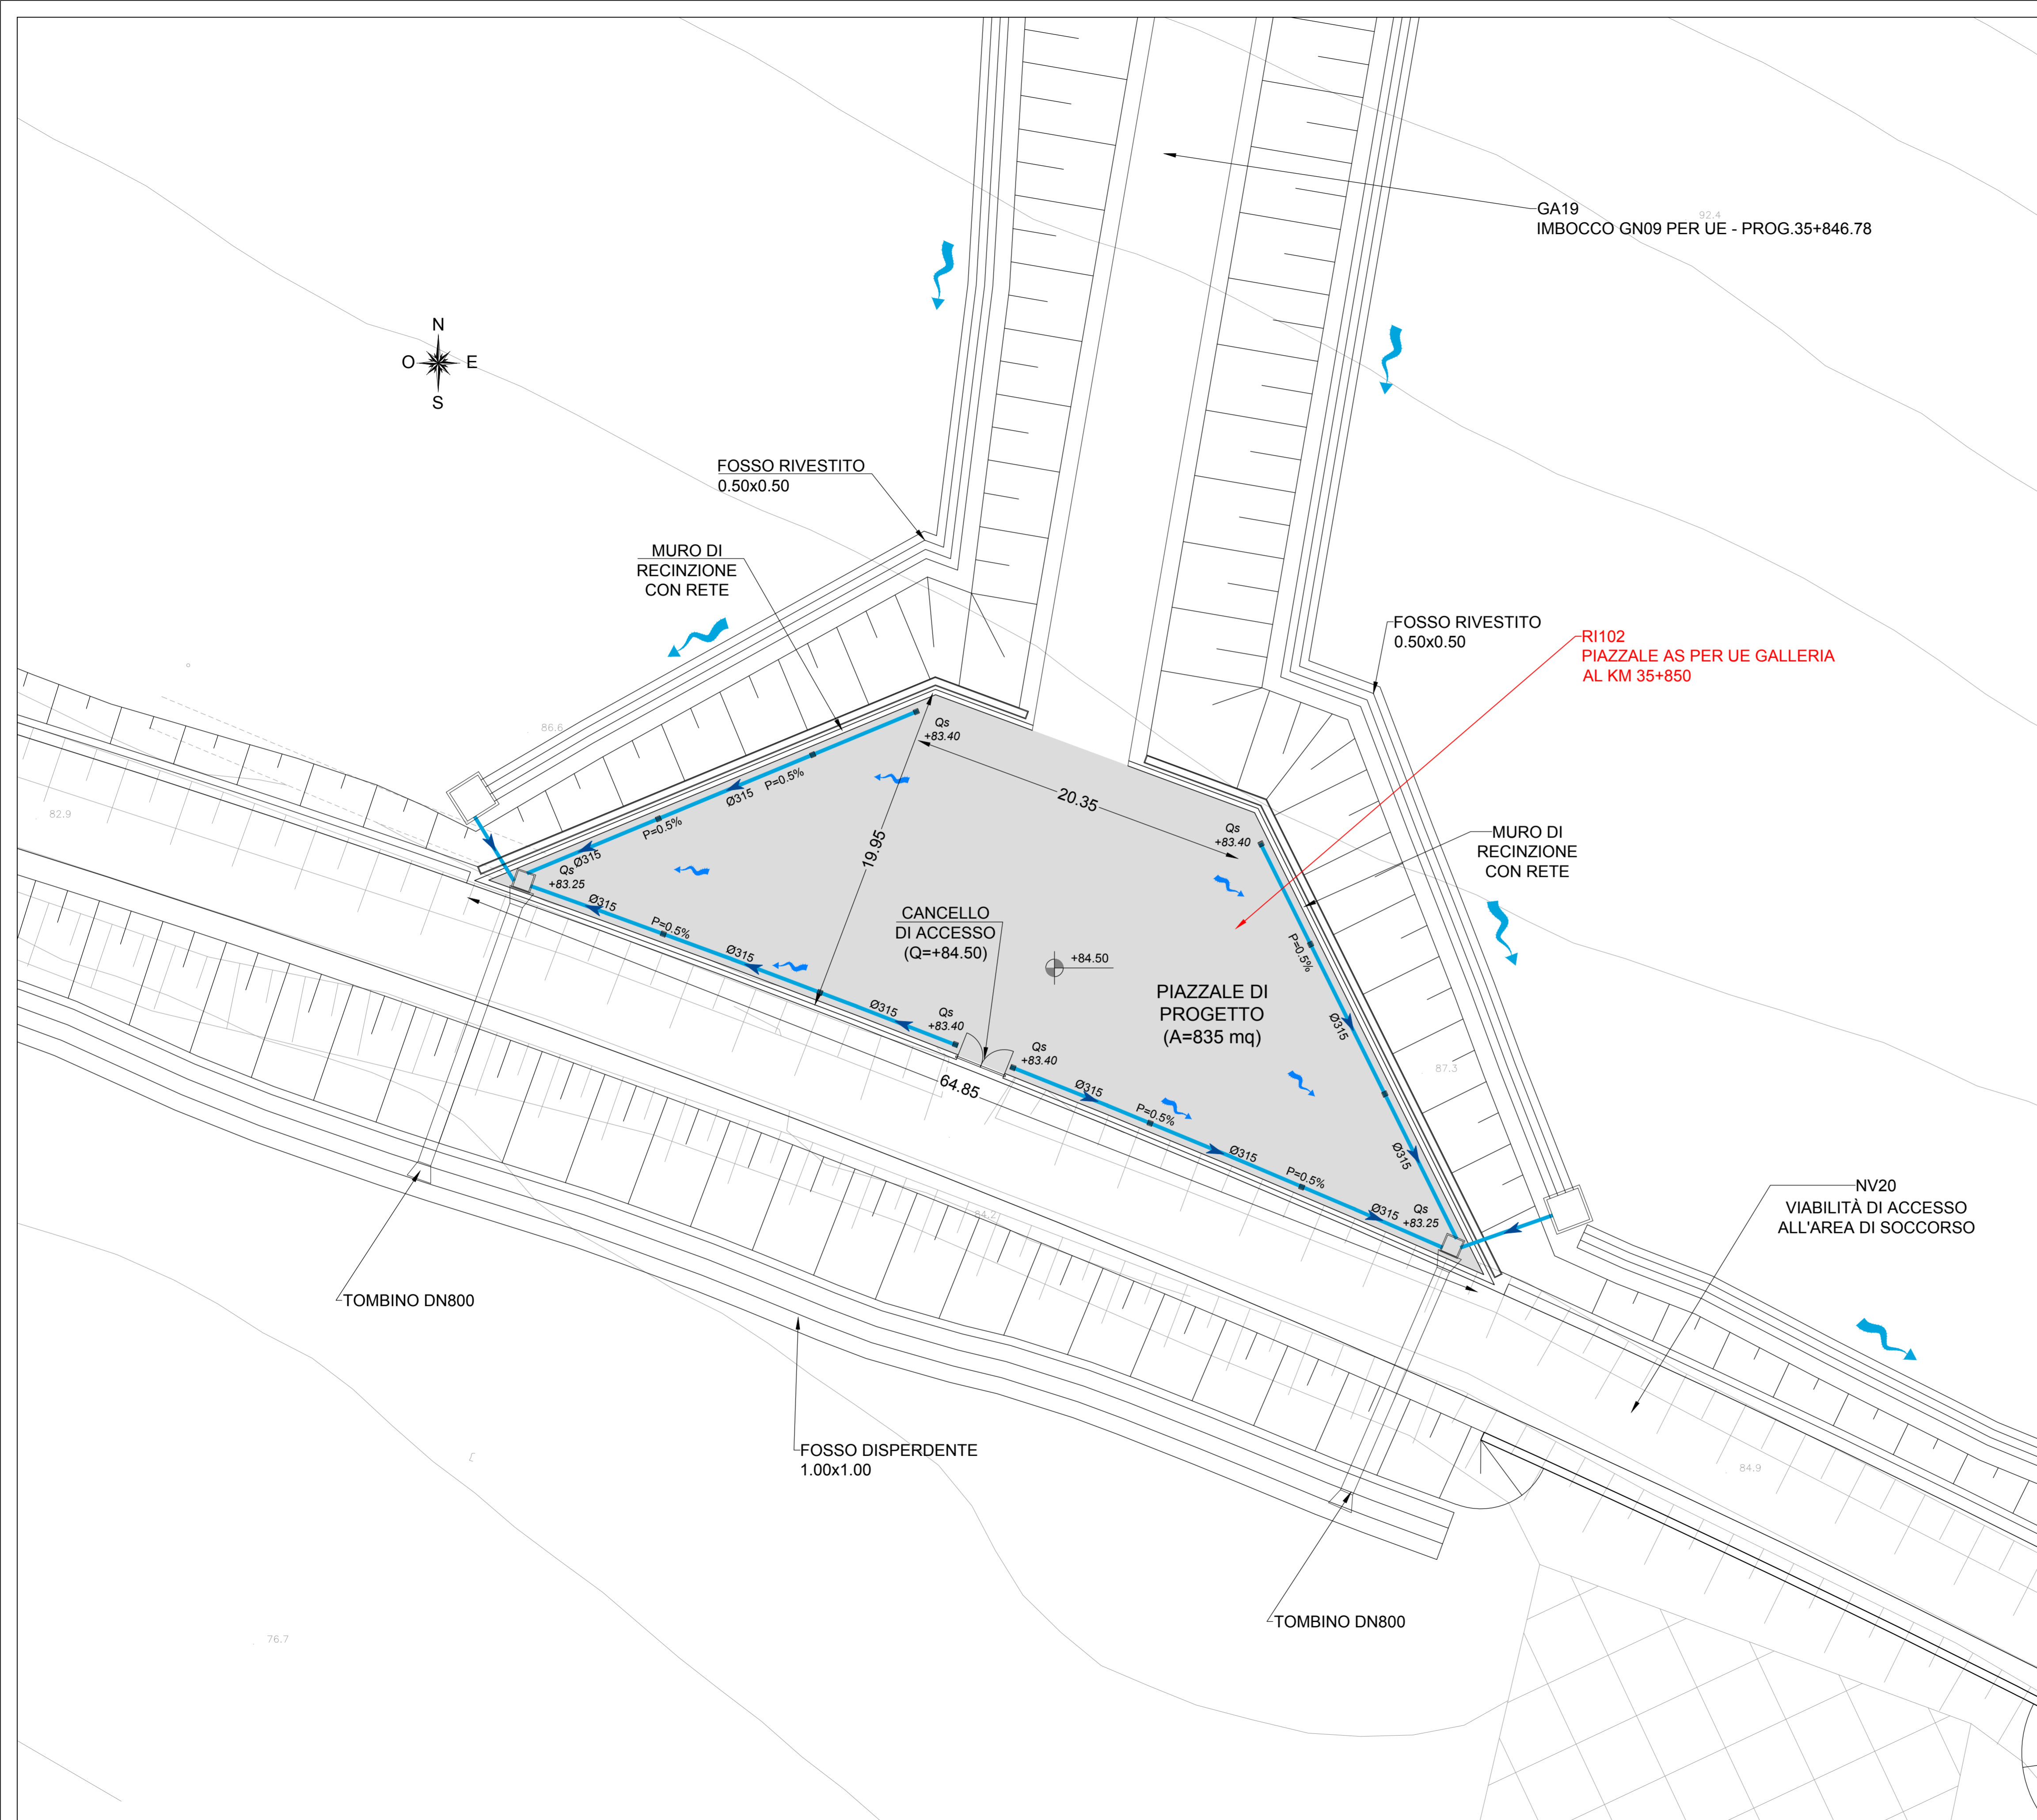 GA19
IMBOCCO GN09 PER UE - PROG.35+846.78
92.4
N
O
E
S
FOSSO RIVESTITO
0.50x0.50
MURO DI
RECINZIONE
CON RETE
FOSSO RIVESTITO
0.50x0.50
RI102
PIAZZALE AS PER UE GALLERIA
AL KM 35+850
86.6
82.9
Qs
+83.40
P=0.5%
Ø315
P=0.5%
Ø315
Qs
+83.25
20.35
19.95
Qs
+83.40
MURO DI
RECINZIONE
CON RETE
Ø315
P=0.5%
Ø315
Ø315
CANCELLO
DI ACCESSO
(Q=+84.50)
+84.50
P=0.5%
PIAZZALE DI
PROGETTO
(A=835 mq)
Qs
+83.40
Qs
+83.40
Ø315
64.85
87.3
Ø315
P=0.5%
Ø315
P=0.5%
Ø315
Ø315
Qs
+83.25
84.2
NV20
VIABILITÀ DI ACCESSO
ALL'AREA DI SOCCORSO
TOMBINO DN800
FOSSO DISPERDENTE
1.00x1.00
84.9
TOMBINO DN800
76.7